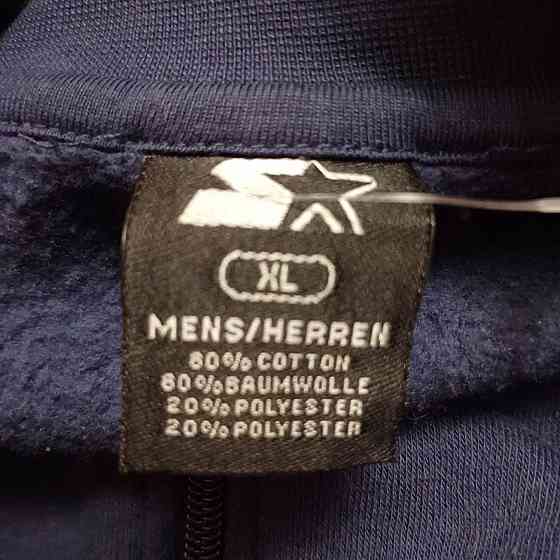 XL
MENS/HERREN
80% COTTON
80% BAUMWOLLE
20% POLYESTER
20% POLYESTER